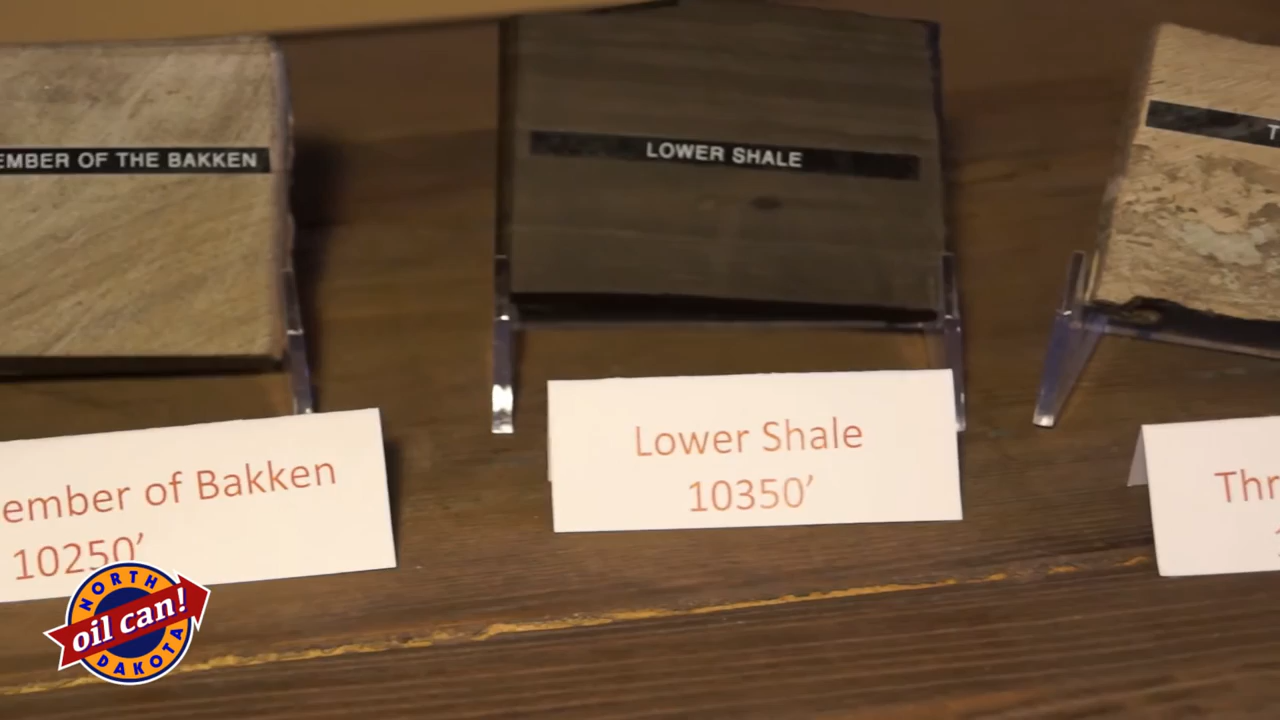 EMBER OF THE BAKKEN
LOWER SHALE
T
ember of Bakken
10250’
Lower Shale
10350’
Thr
NORTH
oil can!
DAKOTA